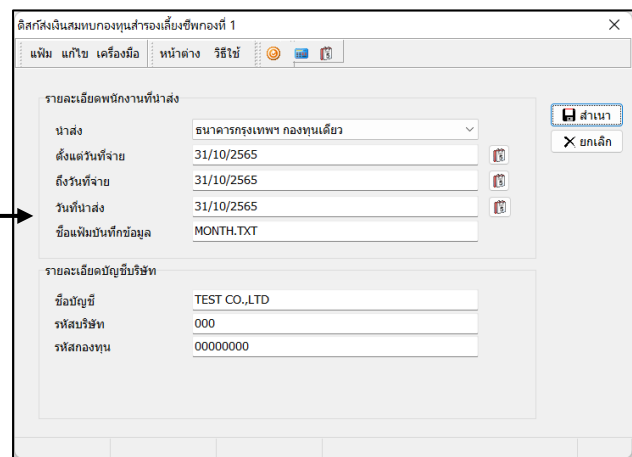 ดิสก์ส่งเงินสมทบกองทุนสำรองเลี้ยงชีพกองที่ 1
แฟ้ม แก้ไข เครื่องมือ หน้าต่าง วิธีใช้
รายละเอียดพนักงานที่นำส่ง
นำส่ง ธนาคารกรุงเทพฯ กองทุนเดียว
ตั้งแต่วันที่จ่าย 31/10/2565
ถึงวันที่จ่าย 31/10/2565
วันที่นำส่ง 31/10/2565
ชื่อแฟ้มบันทึกข้อมูล MONTH.TXT
สำเนา
ยกเลิก
รายละเอียดบัญชีบริษัท
ชื่อบัญชี TEST CO.,LTD
รหัสบริษัท 000
รหัสกองทุน 00000000